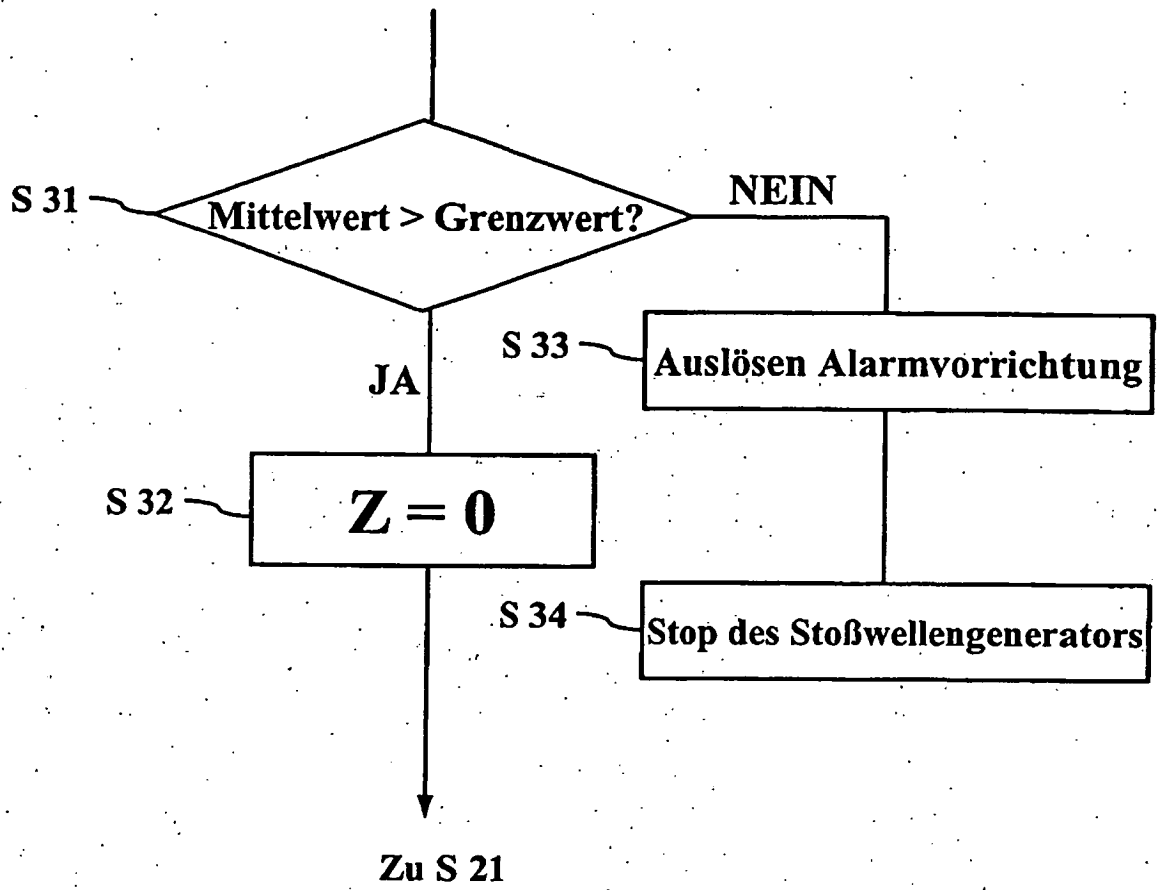 S 31
Mittelwert > Grenzwert?
NEIN
JA
S 33
Auslösen Alarmvorrichtung
S 32
Z = 0
S 34
Stop des Stoßwellengenerators
Zu S 21